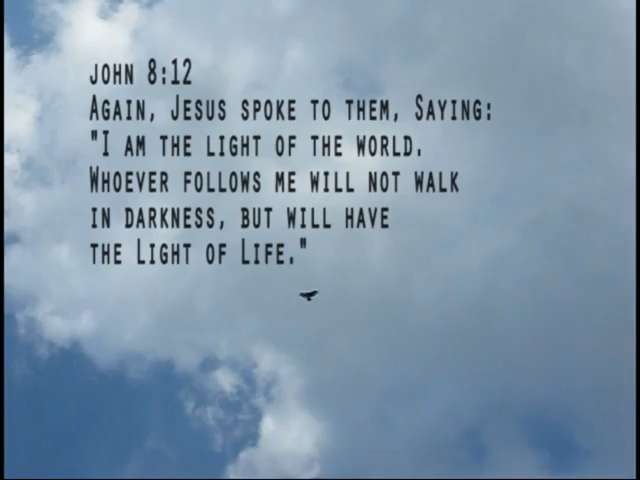 JOHN 8:12
AGAIN, JESUS SPOKE TO THEM, SAYING:
"I AM THE LIGHT OF THE WORLD.
WHOEVER FOLLOWS ME WILL NOT WALK
IN DARKNESS, BUT WILL HAVE
THE LIGHT OF LIFE."